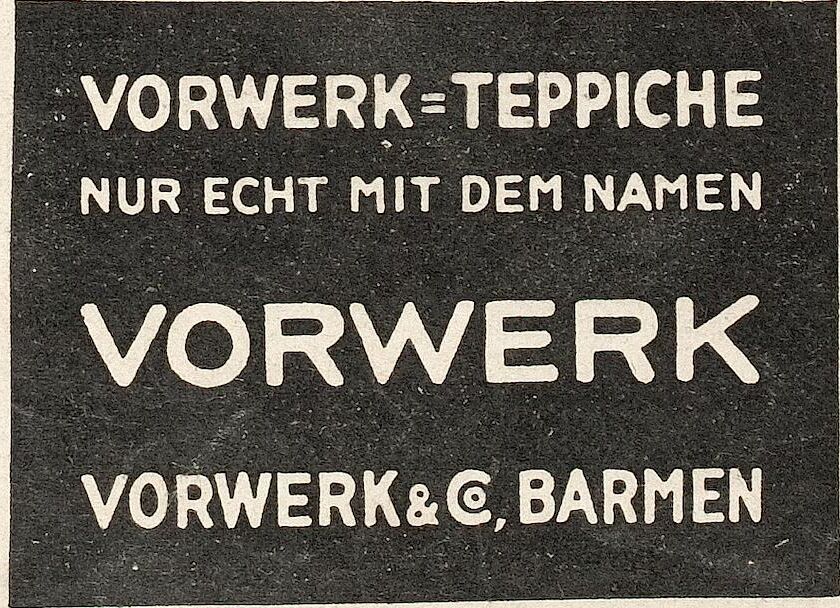 VORWERK=TEPPICHE
NUR ECHT MIT DEM NAMEN
VORWERK
VORWERK & Co, BARMEN